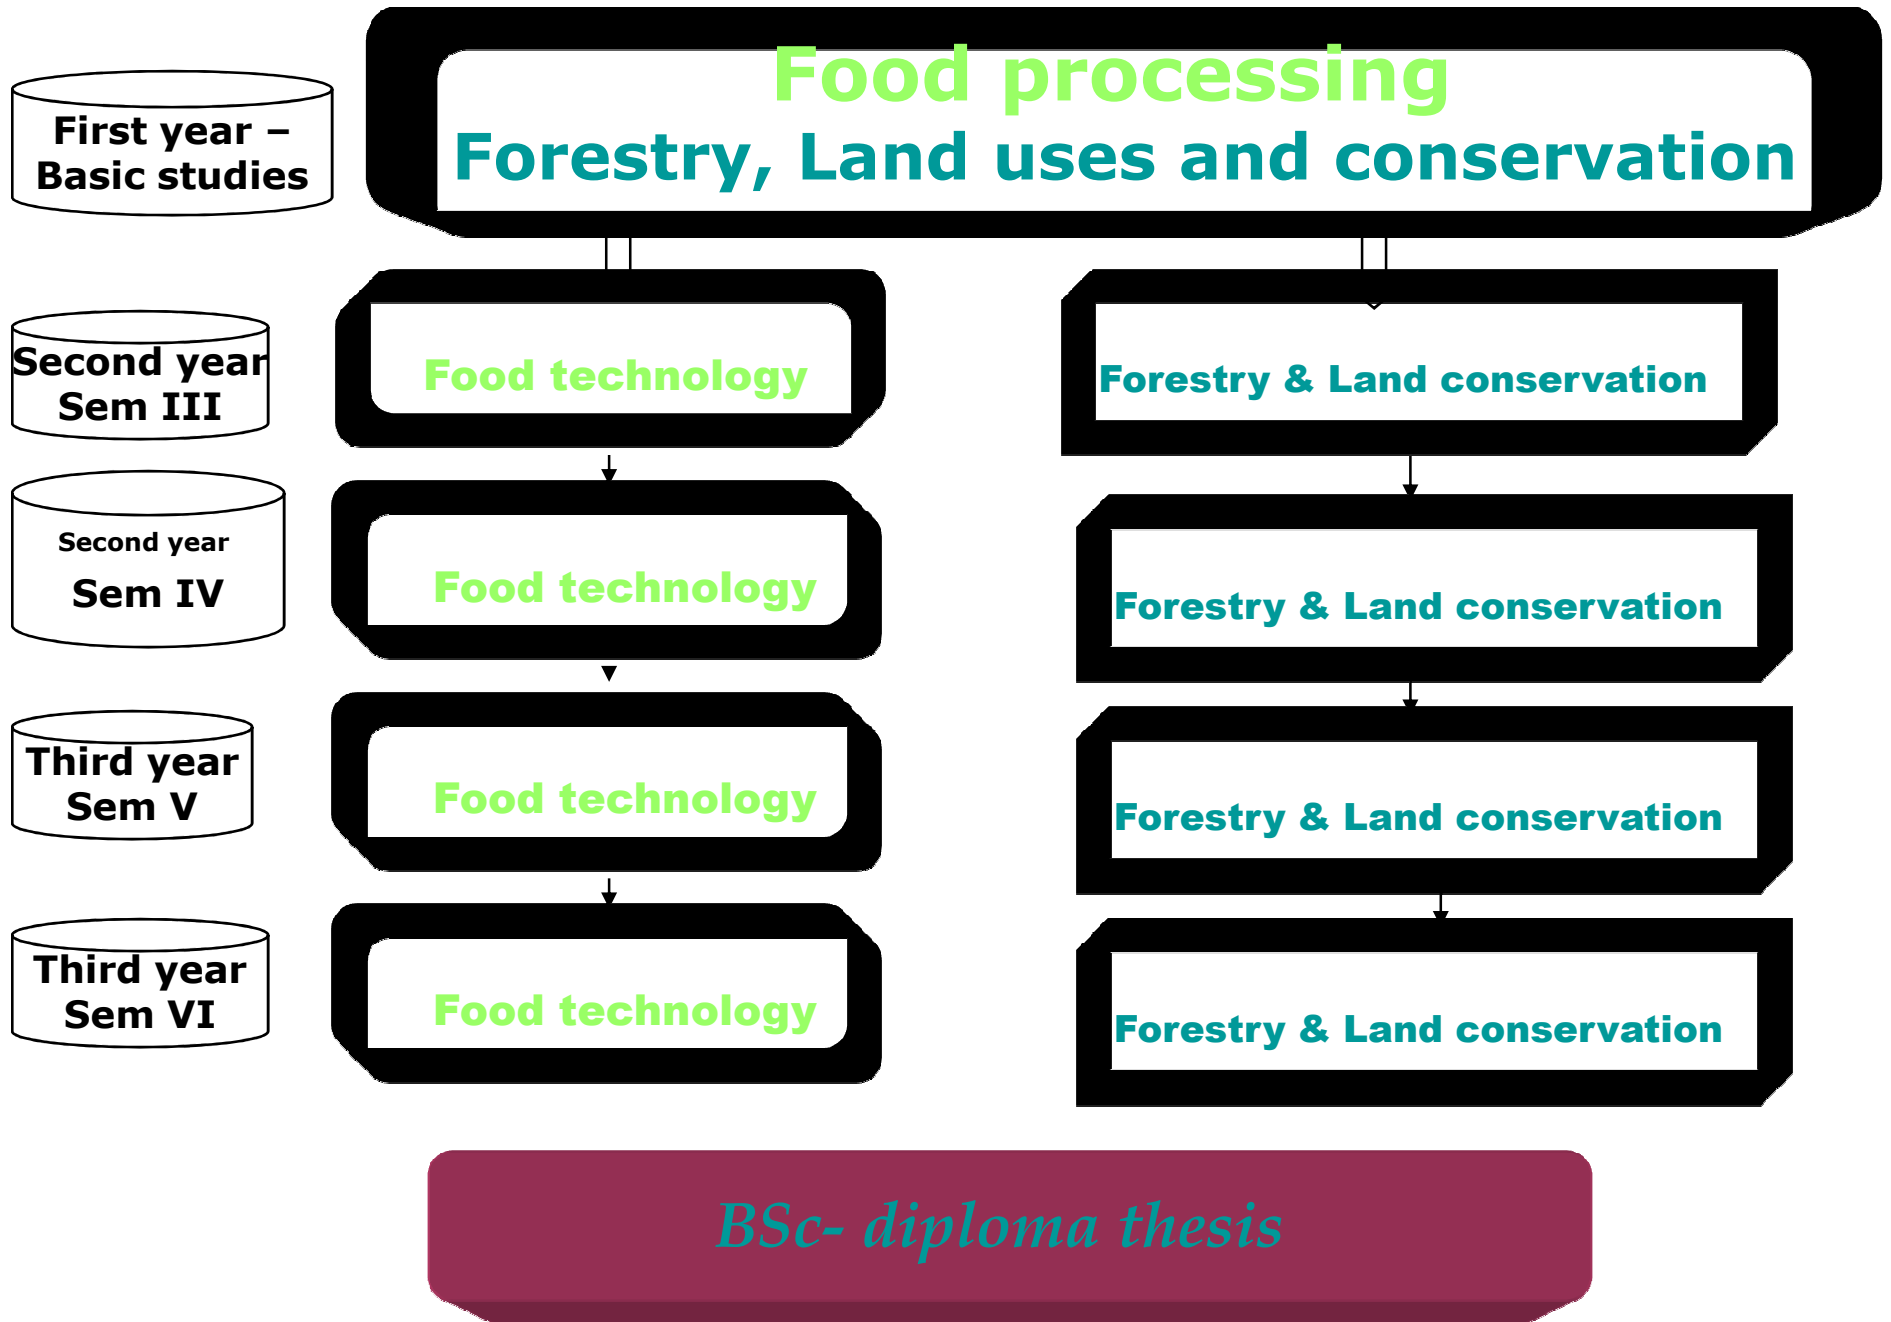 Food processing
Forestry, Land uses and conservation
First year –
Basic studies
Second year
Sem III
Food technology
Forestry & Land conservation
Second year
Sem IV
Food technology
Forestry & Land conservation
Third year
Sem V
Food technology
Forestry & Land conservation
Third year
Sem VI
Food technology
Forestry & Land conservation
BSc- diploma thesis